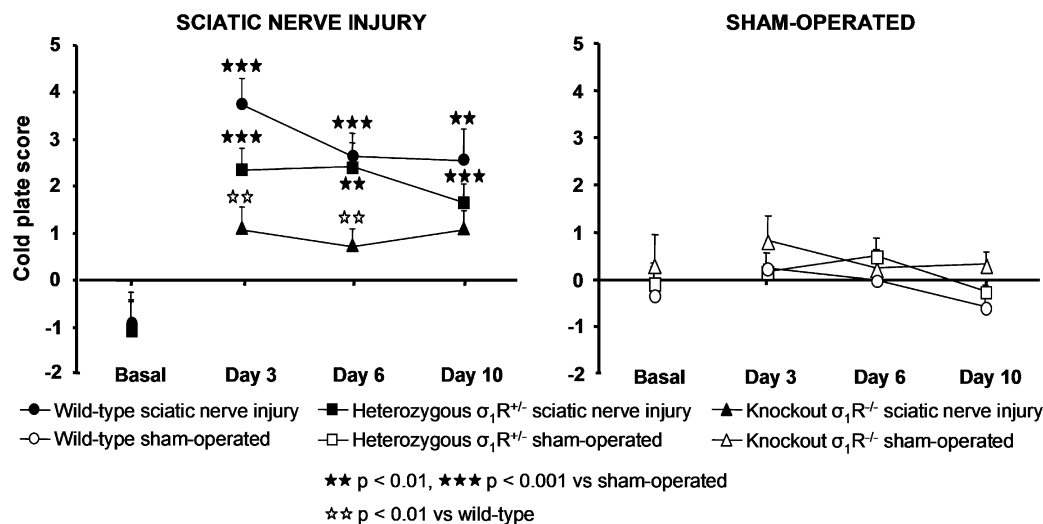 SCIATIC NERVE INJURY
SHAM-OPERATED
Cold plate score
5
4
3
2
1
0
-1
-2
★★★
★★★
☆☆
★★★
★★
☆☆
★★
★★★
Basal Day 3 Day 6 Day 10
5
4
3
2
1
0
-1
-2
Basal Day 3 Day 6 Day 10
Wild-type sciatic nerve injury Heterozygous σ₁R⁺/⁻ sciatic nerve injury Knockout σ₁R⁻/⁻ sciatic nerve injury
Wild-type sham-operated Heterozygous σ₁R⁺/⁻ sham-operated Knockout σ₁R⁻/⁻ sham-operated
★★ p < 0.01, ★★★ p < 0.001 vs sham-operated
☆☆ p < 0.01 vs wild-type